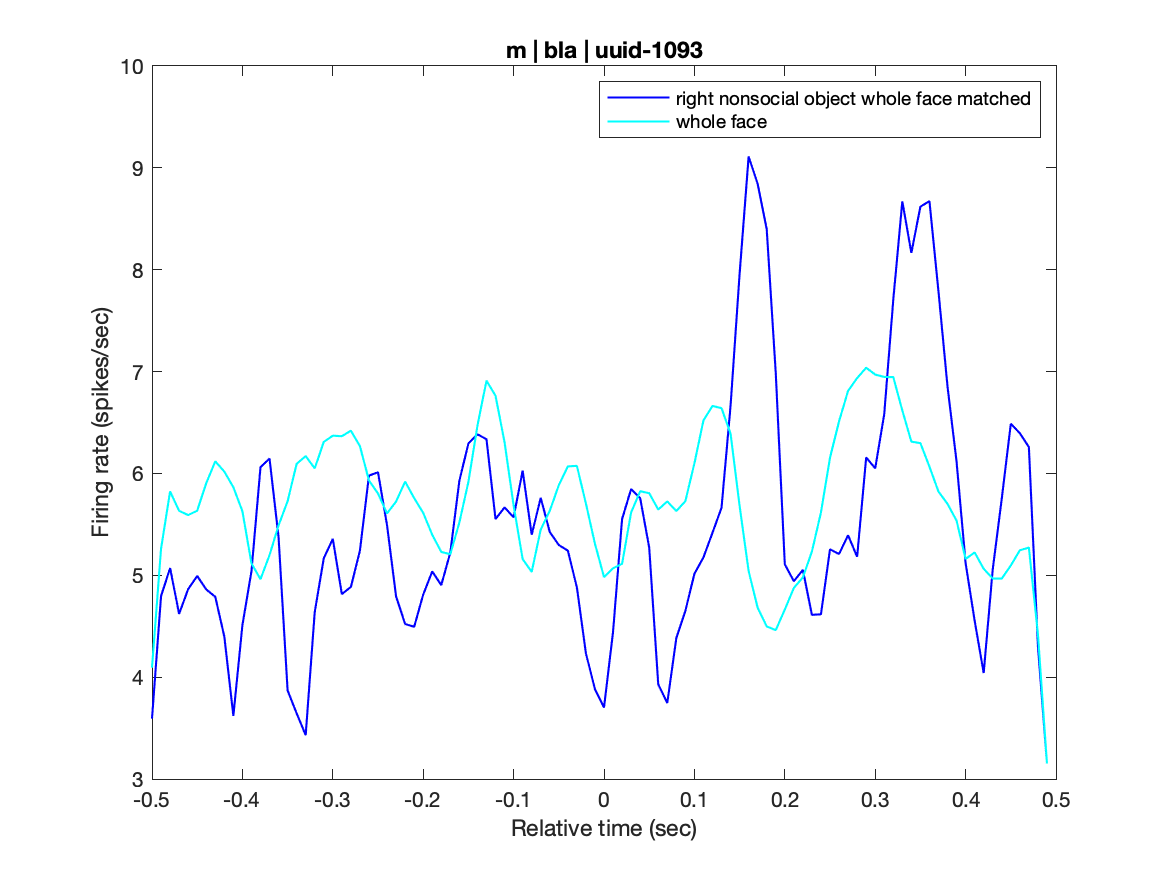 m | bla | uuid-1093
right nonsocial object whole face matched
whole face
10
9
8
7
6
5
4
3
Firing rate (spikes/sec)
-0.5 -0.4 -0.3 -0.2 -0.1 0 0.1 0.2 0.3 0.4 0.5
Relative time (sec)